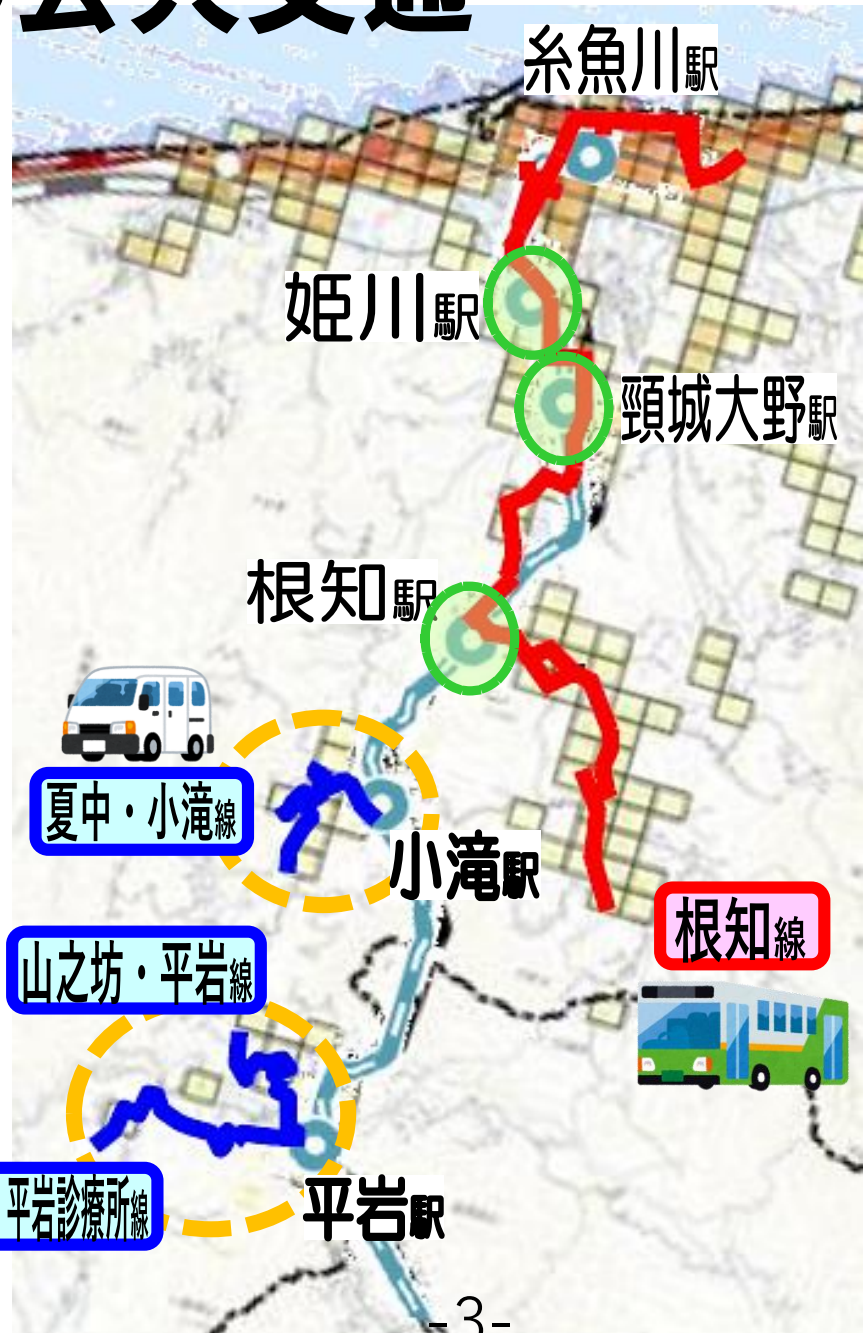 公共交通
糸魚川駅
姫川駅
頸城大野駅
根知駅
夏中・小滝線
小滝駅
根知線
山之坊・平岩線
平岩診療所線
平岩駅
-3-